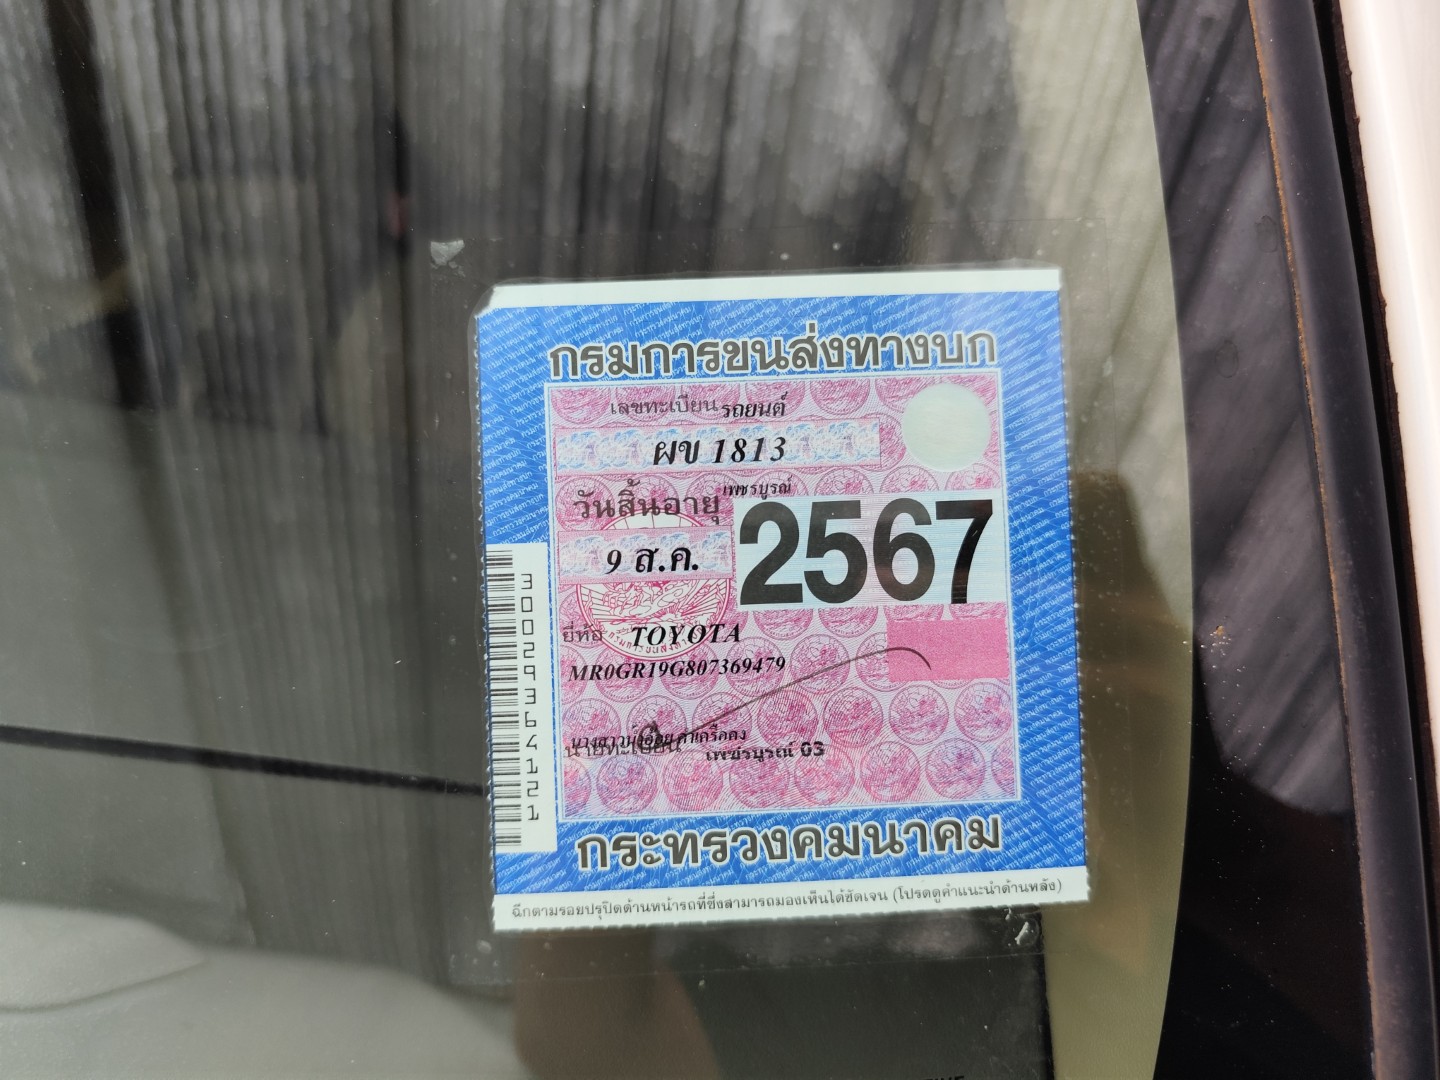 กรมการขนส่งทางบก
เลขทะเบียน รถยนต์
ผข 1813
วันสิ้นอายุ เพชรบูรณ์
9 ส.ค. 2567
ยี่ห้อ TOYOTA
MR0GR19G807369479
นายทะเบียน
เพชรบูรณ์ 03
30029364121
กระทรวงคมนาคม
ฉีกตามรอยปรุปิดด้านหน้ารถที่ซึ่งสามารถมองเห็นได้ชัดเจน (โปรดดูคำแนะนำด้านหลัง)